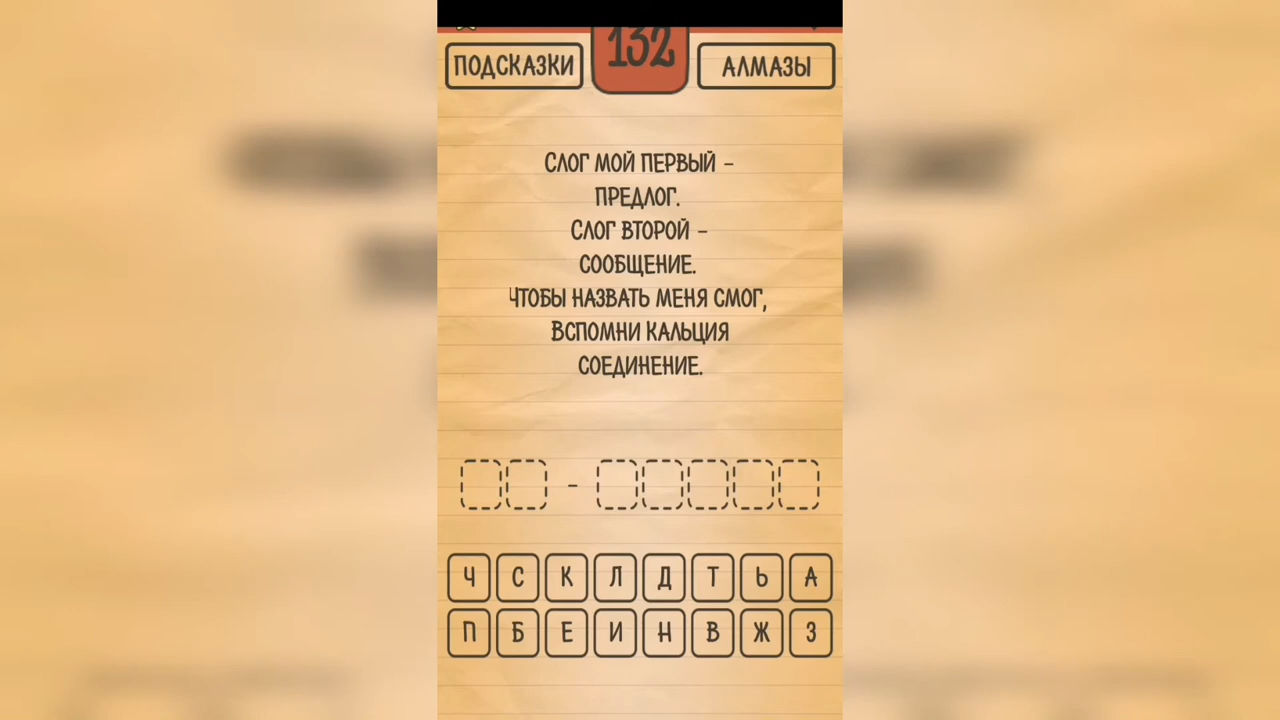 132
ПОДСКАЗКИ
АЛМАЗЫ
СЛОГ МОЙ ПЕРВЫЙ –
ПРЕДЛОГ.
СЛОГ ВТОРОЙ –
СООБЩЕНИЕ.
ЧТОБЫ НАЗВАТЬ МЕНЯ СМОГ,
ВСПОМНИ КАЛЬЦИЯ
СОЕДИНЕНИЕ.
–
Ч С К Л Д Т Ь А
П Б Е И Н В Ж З